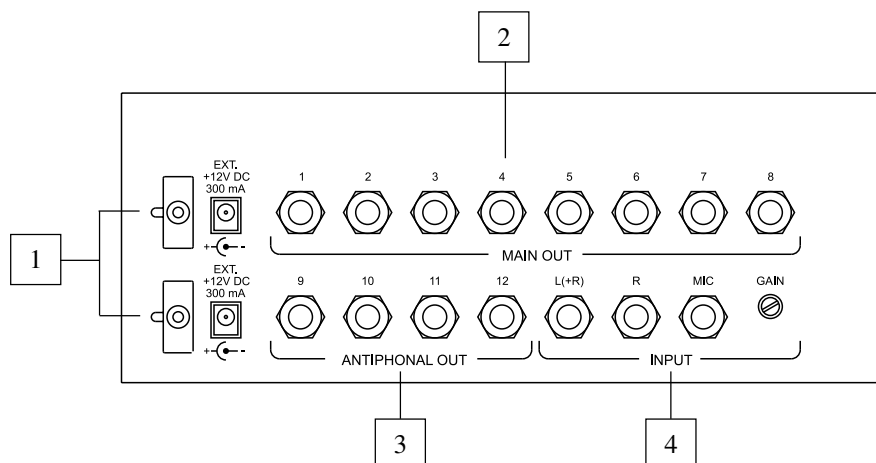 2
EXT.
+12V DC
300 mA
1 2 3 4 5 6 7 8
+ -
MAIN OUT
1
EXT.
+12V DC
300 mA
9 10 11 12 L(+R) R MIC GAIN
+ -
ANTIPHONAL OUT INPUT
3 4